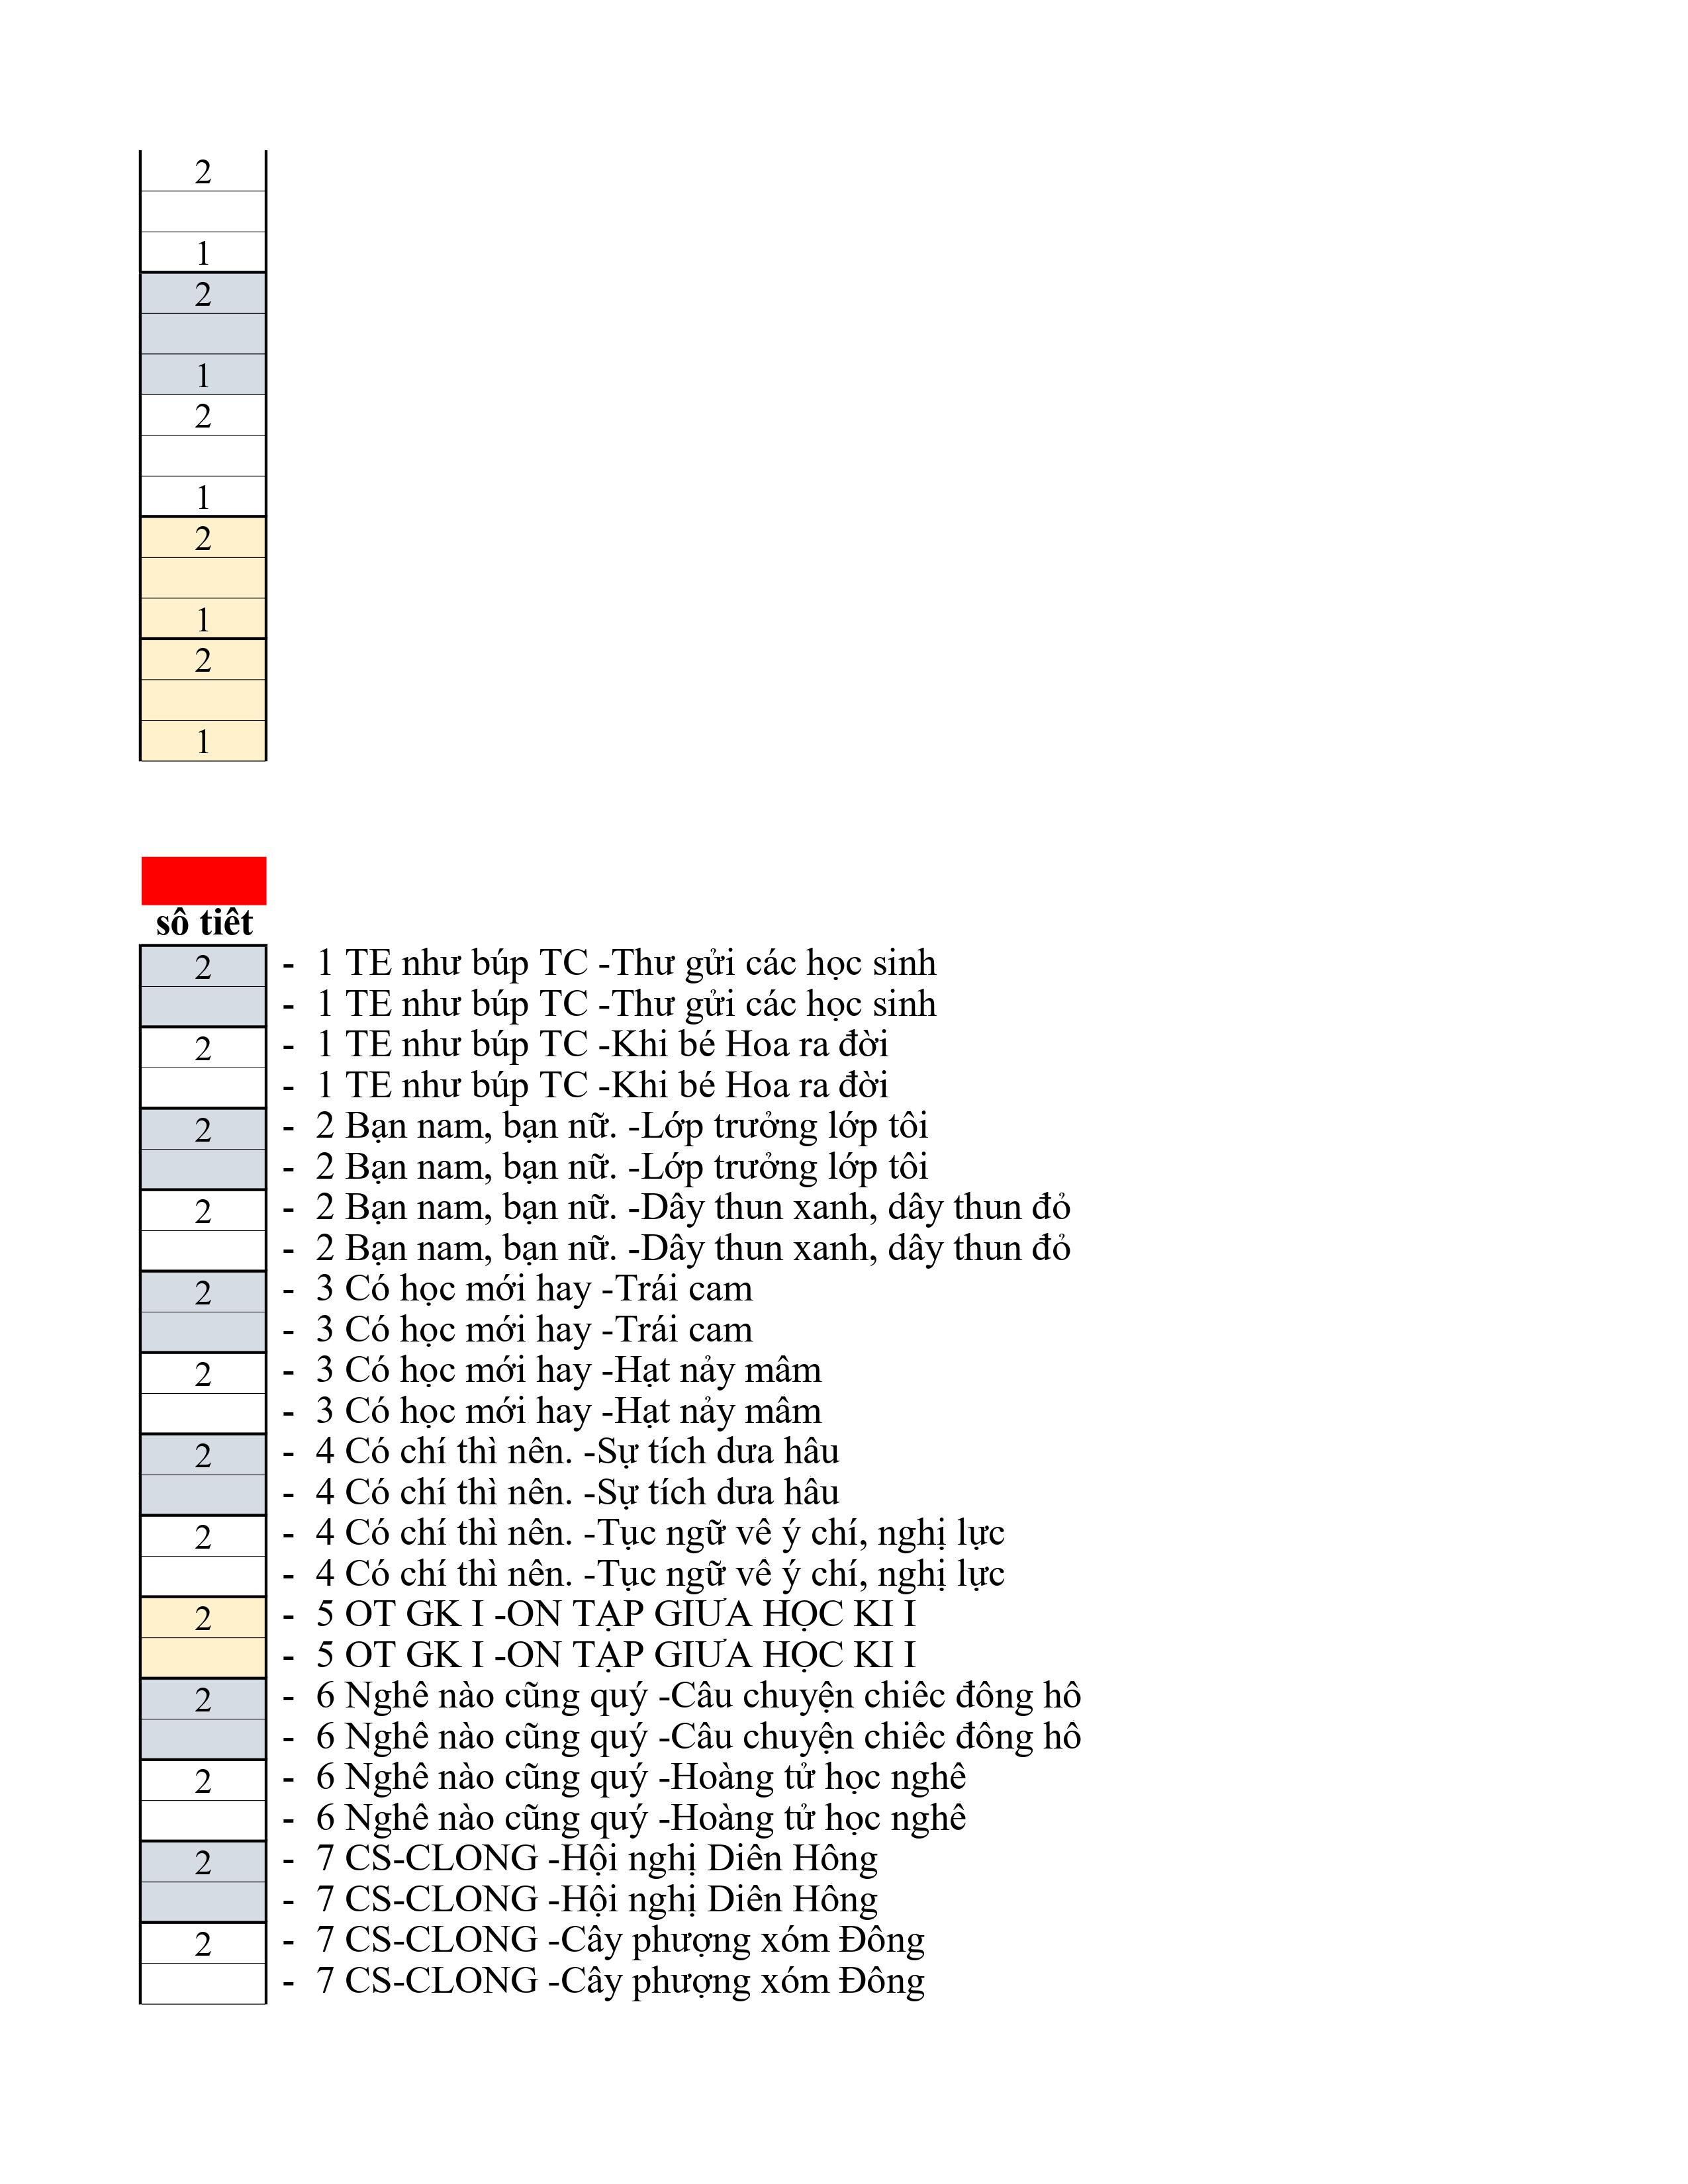 2
1
2
1
2
1
2
1
2
1
sô tiêt
2 - 1 TE như búp TC -Thư gửi các học sinh
- 1 TE như búp TC -Thư gửi các học sinh
2 - 1 TE như búp TC -Khi bé Hoa ra đời
- 1 TE như búp TC -Khi bé Hoa ra đời
2 - 2 Bạn nam, bạn nữ. -Lớp trưởng lớp tôi
- 2 Bạn nam, bạn nữ. -Lớp trưởng lớp tôi
2 - 2 Bạn nam, bạn nữ. -Dây thun xanh, dây thun đỏ
- 2 Bạn nam, bạn nữ. -Dây thun xanh, dây thun đỏ
2 - 3 Có học mới hay -Trái cam
- 3 Có học mới hay -Trái cam
2 - 3 Có học mới hay -Hạt nảy mâm
- 3 Có học mới hay -Hạt nảy mâm
2 - 4 Có chí thì nên. -Sự tích dưa hâu
- 4 Có chí thì nên. -Sự tích dưa hâu
2 - 4 Có chí thì nên. -Tục ngữ vê ý chí, nghị lực
- 4 Có chí thì nên. -Tục ngữ vê ý chí, nghị lực
2 - 5 OT GK I -ON TẠP GIƯA HỌC KI I
- 5 OT GK I -ON TẠP GIƯA HỌC KI I
2 - 6 Nghê nào cũng quý -Câu chuyện chiêc đông hô
- 6 Nghê nào cũng quý -Câu chuyện chiêc đông hô
2 - 6 Nghê nào cũng quý -Hoàng tử học nghê
- 6 Nghê nào cũng quý -Hoàng tử học nghê
2 - 7 CS-CLONG -Hội nghị Diên Hông
- 7 CS-CLONG -Hội nghị Diên Hông
2 - 7 CS-CLONG -Cây phượng xóm Đông
- 7 CS-CLONG -Cây phượng xóm Đông